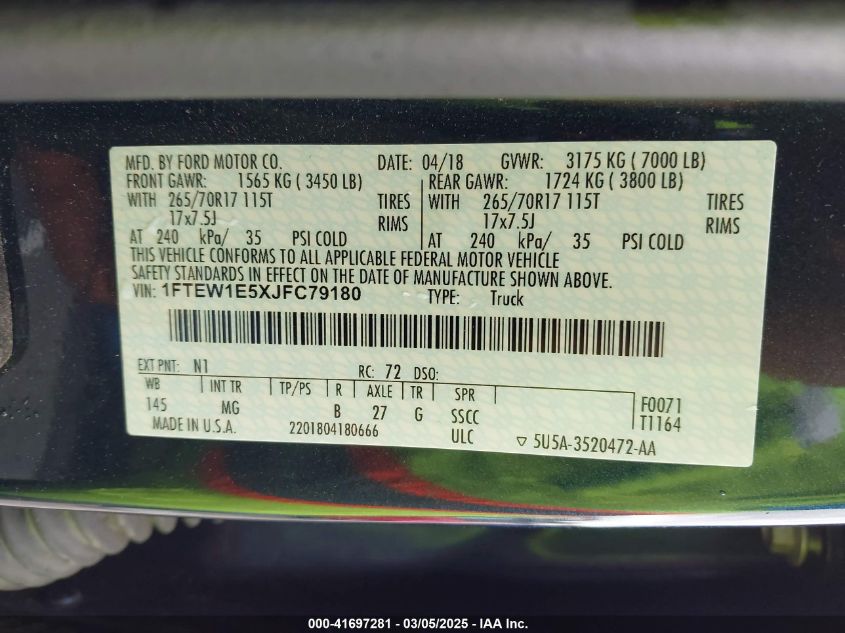 MFD. BY FORD MOTOR CO. DATE: 04/18 GVWR: 3175 KG ( 7000 LB)
FRONT GAWR: 1565 KG ( 3450 LB) REAR GAWR: 1724 KG ( 3800 LB)
WITH 265/70R17 115T TIRES WITH 265/70R17 115T TIRES
17x7.5J RIMS 17x7.5J RIMS
AT 240 kPa/ 35 PSI COLD AT 240 kPa/ 35 PSI COLD
THIS VEHICLE CONFORMS TO ALL APPLICABLE FEDERAL MOTOR VEHICLE
SAFETY STANDARDS IN EFFECT ON THE DATE OF MANUFACTURE SHOWN ABOVE.
VIN: 1FTEW1E5XJFC79180 TYPE: Truck
EXT PNT: N1 RC: 72 DSO:
WB INT TR TP/PS R AXLE TR SPR F0071
145 MG B 27 G SSCC T1164
MADE IN U.S.A. 2201804180666 ULC ▽ 5U5A-3520472-AA
000-41697281 - 03/05/2025 - IAA Inc.